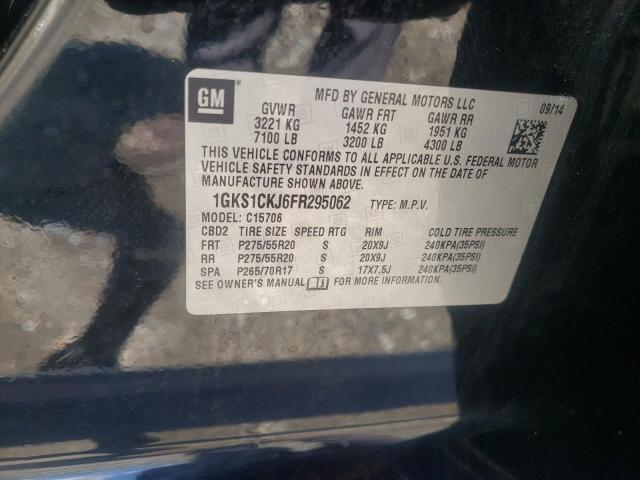 GM
MFD BY GENERAL MOTORS LLC
09/14
GVWR GAWR FRT GAWR RR
3221 KG 1452 KG 1951 KG
7100 LB 3200 LB 4300 LB
THIS VEHICLE CONFORMS TO ALL APPLICABLE U.S. FEDERAL MOTOR
VEHICLE SAFETY STANDARDS IN EFFECT ON THE DATE OF
MANUFACTURE SHOWN ABOVE.
1GKS1CKJ6FR295062 TYPE: M.P.V.
MODEL: C15706
CBD2 TIRE SIZE SPEED RTG RIM COLD TIRE PRESSURE
FRT P275/55R20 S 20X9J 240KPA(35PSI)
RR P275/55R20 S 20X9J 240KPA(35PSI)
SPA P265/70R17 S 17X7.5J 240KPA(35PSI)
SEE OWNER'S MANUAL FOR MORE INFORMATION.